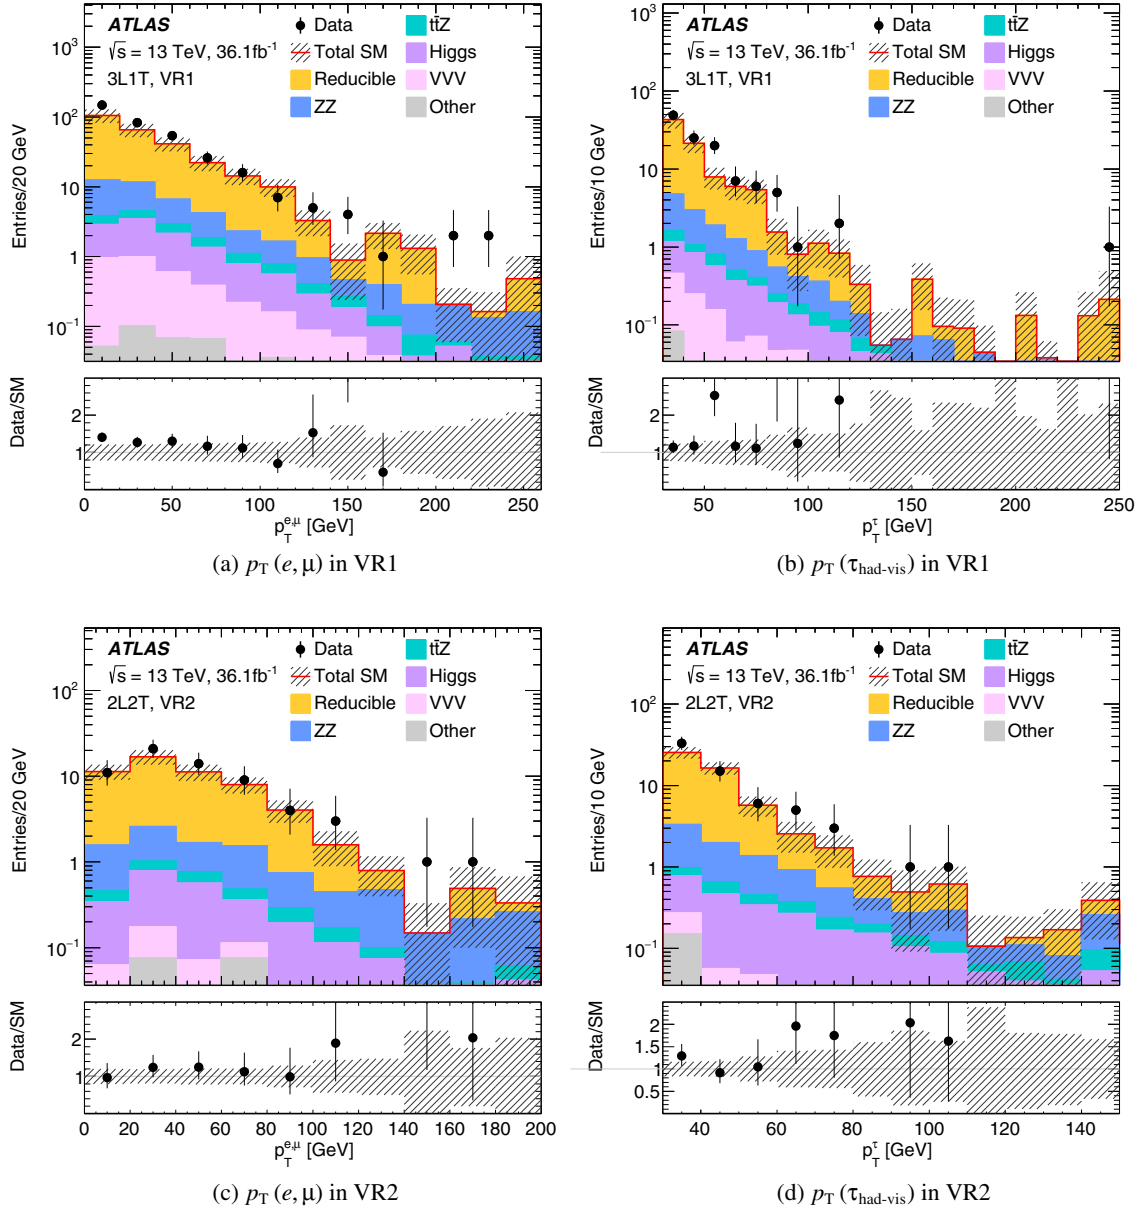 ATLAS
√s = 13 TeV, 36.1fb⁻¹
3L1T, VR1
Data
Total SM
Reducible
ZZ
tt̄Z
Higgs
VVV
Other
Entries/20 GeV
10³
10²
10
1
10⁻¹
Data/SM
2
1
0 50 100 150 200 250
p_T^{e,μ} [GeV]
(a) p_T (e, μ) in VR1
ATLAS
√s = 13 TeV, 36.1fb⁻¹
3L1T, VR1
Data
Total SM
Reducible
ZZ
tt̄Z
Higgs
VVV
Other
Entries/10 GeV
10³
10²
10
1
10⁻¹
Data/SM
2
1
50 100 150 200 250
p_T^τ [GeV]
(b) p_T (τ_had-vis) in VR1
ATLAS
√s = 13 TeV, 36.1fb⁻¹
2L2T, VR2
Data
Total SM
Reducible
ZZ
tt̄Z
Higgs
VVV
Other
Entries/20 GeV
10²
10
1
10⁻¹
Data/SM
2
1
0 20 40 60 80 100 120 140 160 180 200
p_T^{e,μ} [GeV]
(c) p_T (e, μ) in VR2
ATLAS
√s = 13 TeV, 36.1fb⁻¹
2L2T, VR2
Data
Total SM
Reducible
ZZ
tt̄Z
Higgs
VVV
Other
Entries/10 GeV
10²
10
1
10⁻¹
Data/SM
2
1.5
1
0.5
40 60 80 100 120 140
p_T^τ [GeV]
(d) p_T (τ_had-vis) in VR2